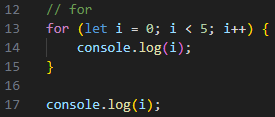 12 // for
13 for (let i = 0; i < 5; i++) {
14     console.log(i);
15 }
16
17 console.log(i);